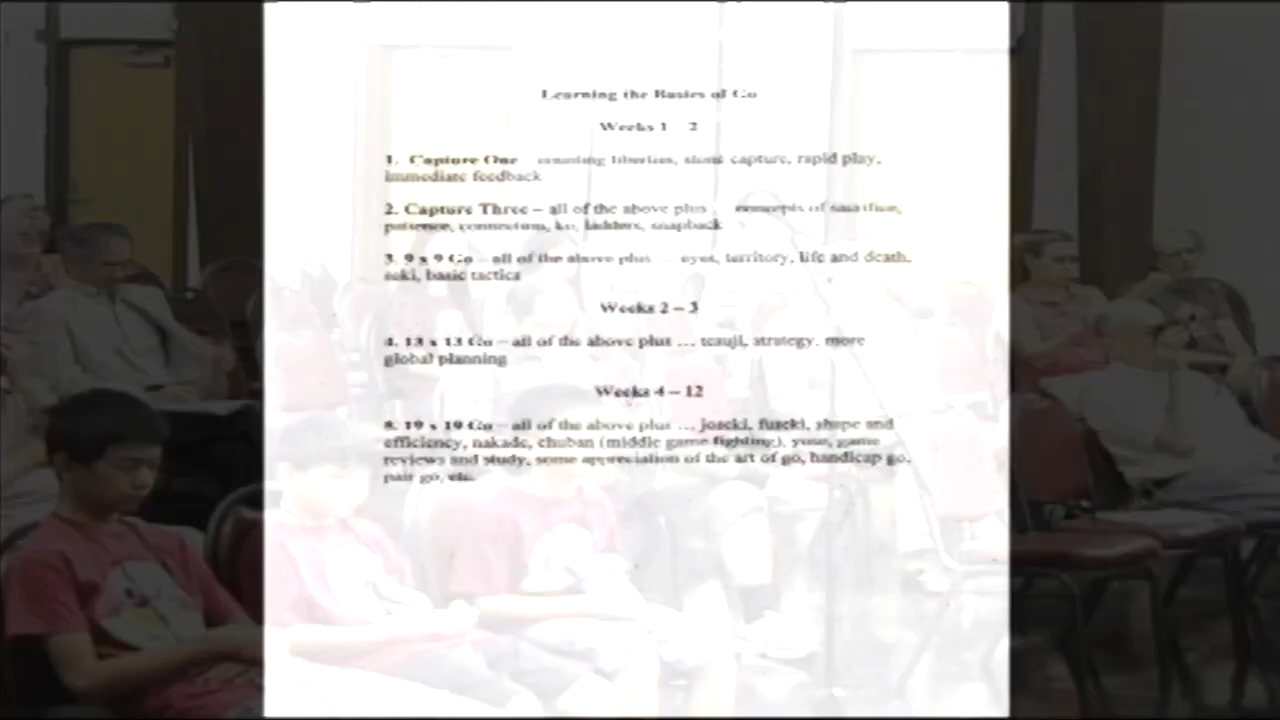 Learning the Basics of Go
Weeks 1 – 2
1. Capture One – counting liberties, stone capture, rapid play,
immediate feedback
2. Capture Three – all of the above plus … concepts of sacrifice,
patience, connections, ko, ladders, snapback
3. 9 x 9 Go – all of the above plus … eyes, territory, life and death,
seki, basic tactics
Weeks 2 – 3
4. 13 x 13 Go – all of the above plus … tesuji, strategy, more
global planning
Weeks 4 – 12
19 x 19 Go – all of the above plus … joseki, fuseki, shape and
efficiency, nakade, chuban (middle game fighting), yose, game
reviews and study, some appreciation of the art of go, handicap go,
pair go, etc.